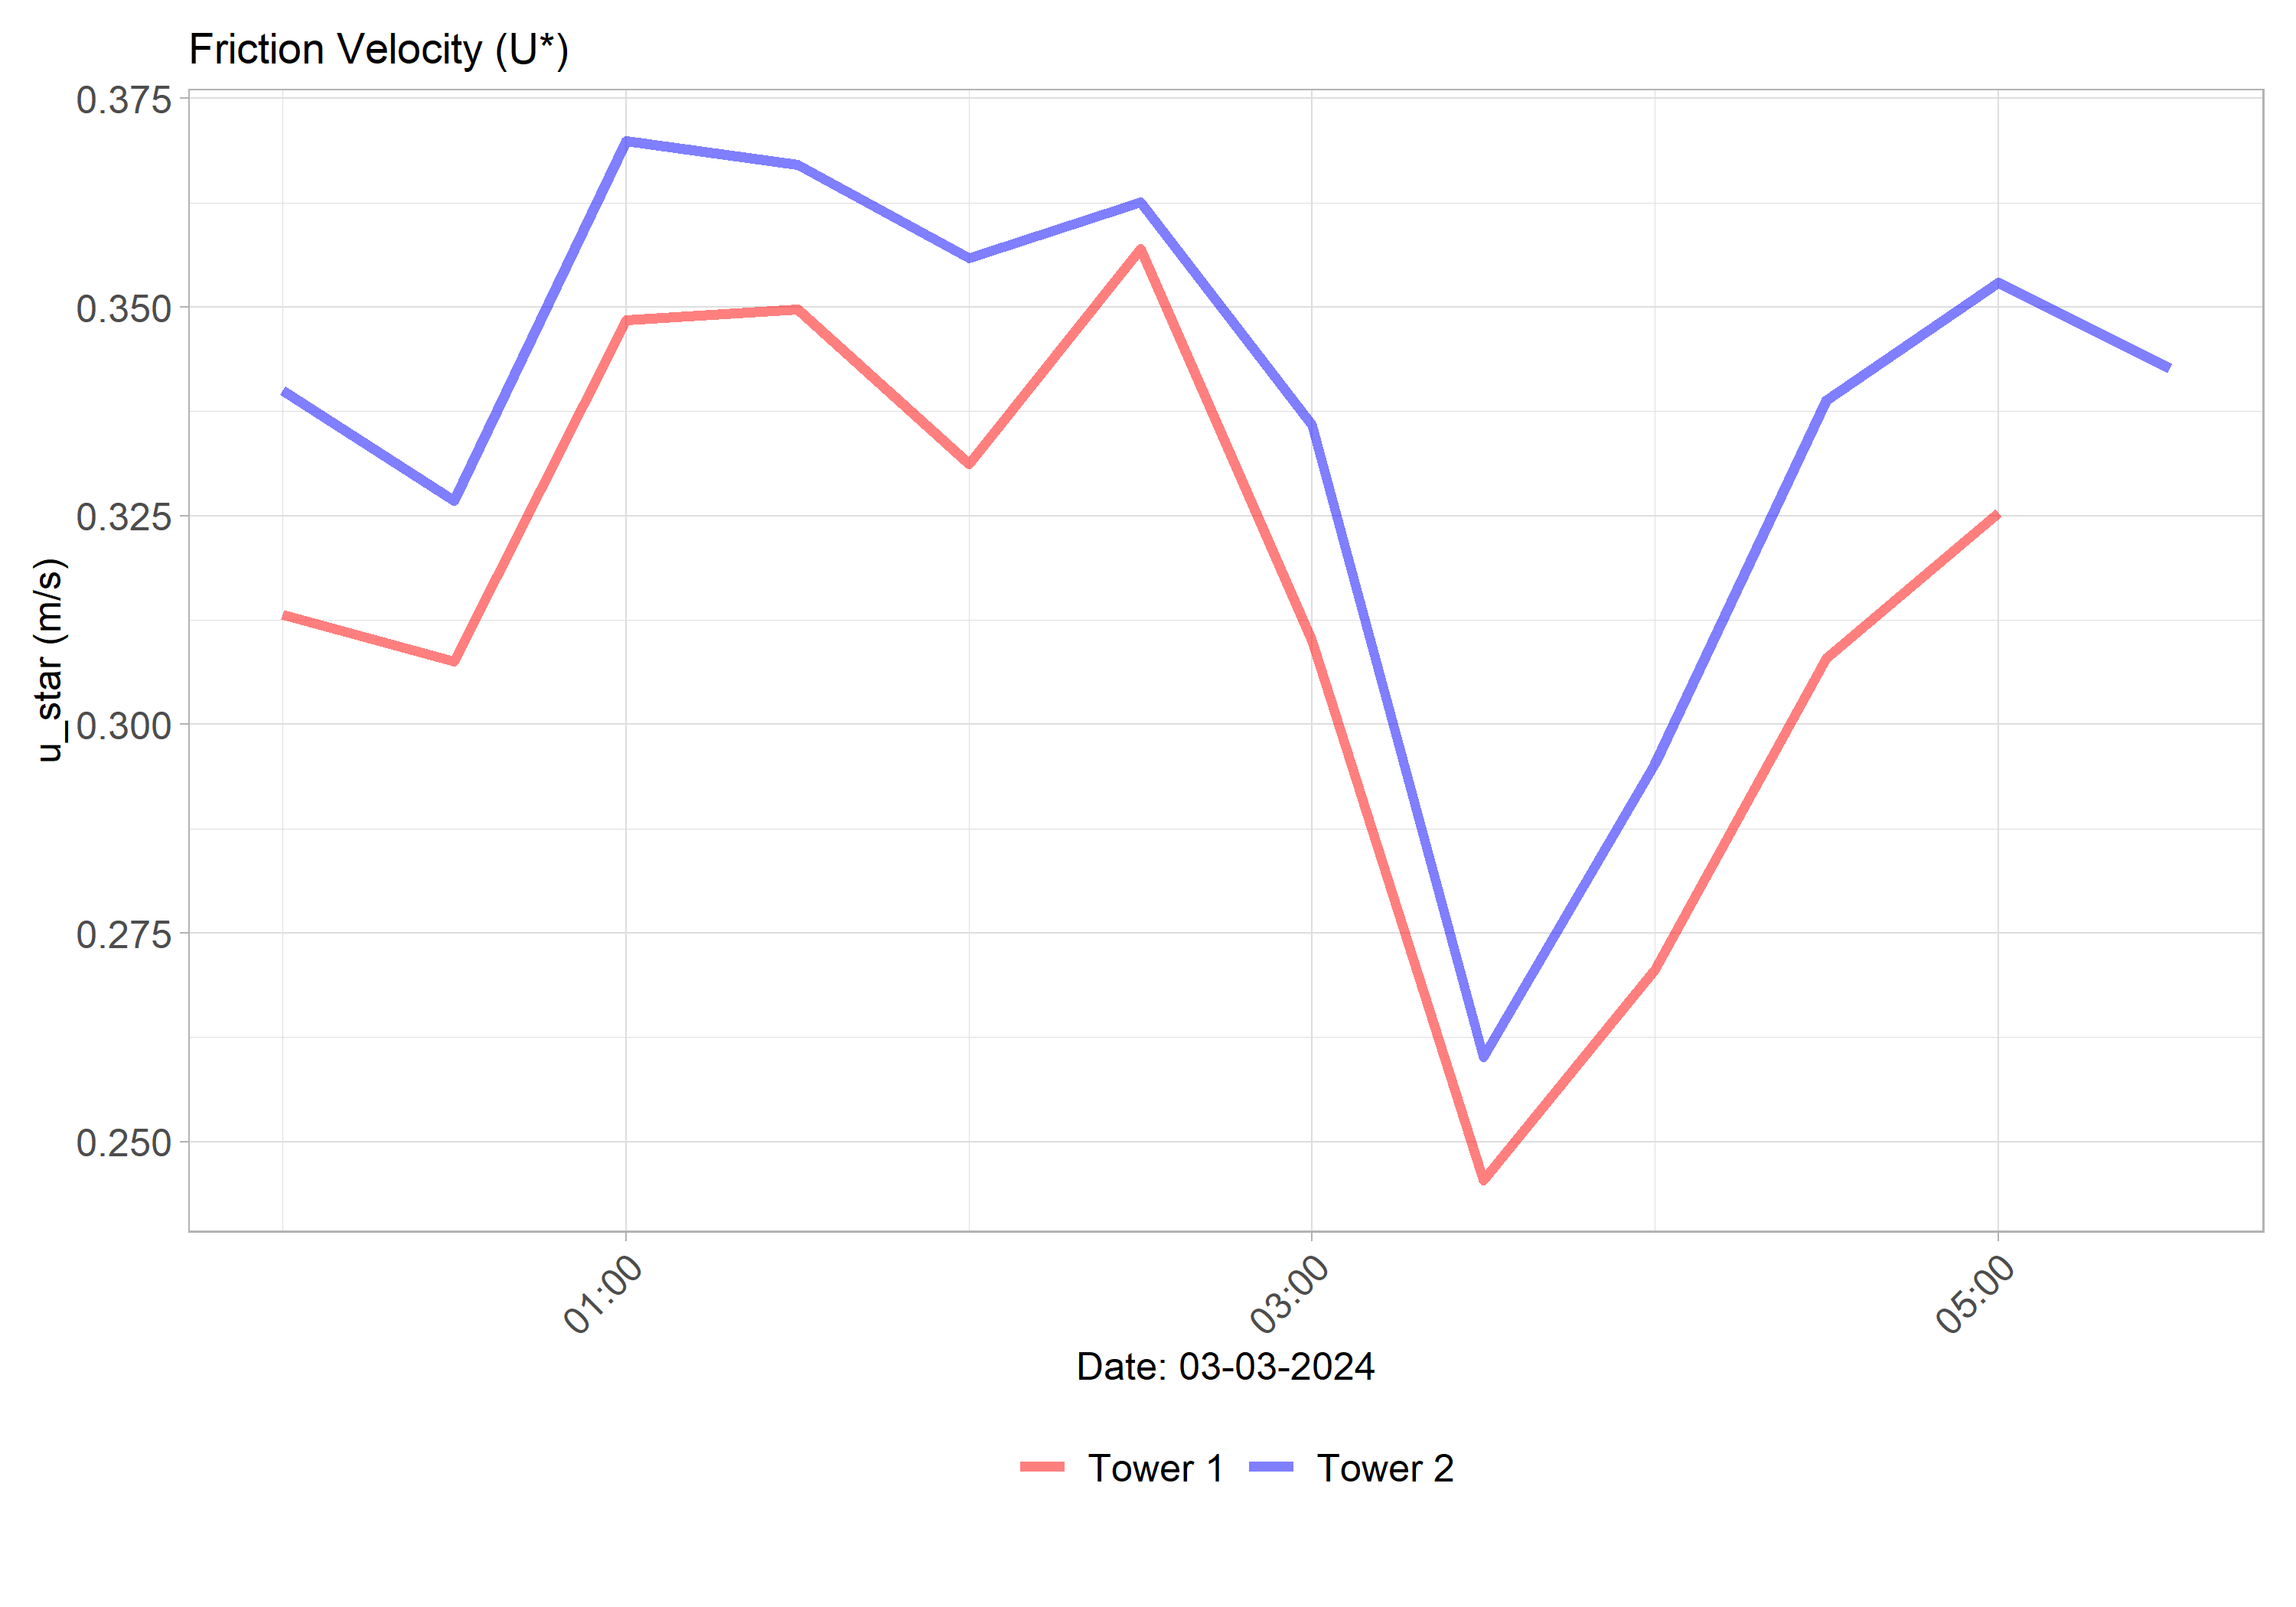 Friction Velocity (U*)
u_star (m/s)
0.375
0.350
0.325
0.300
0.275
0.250
01:00
03:00
05:00
Date: 03-03-2024
Tower 1
Tower 2